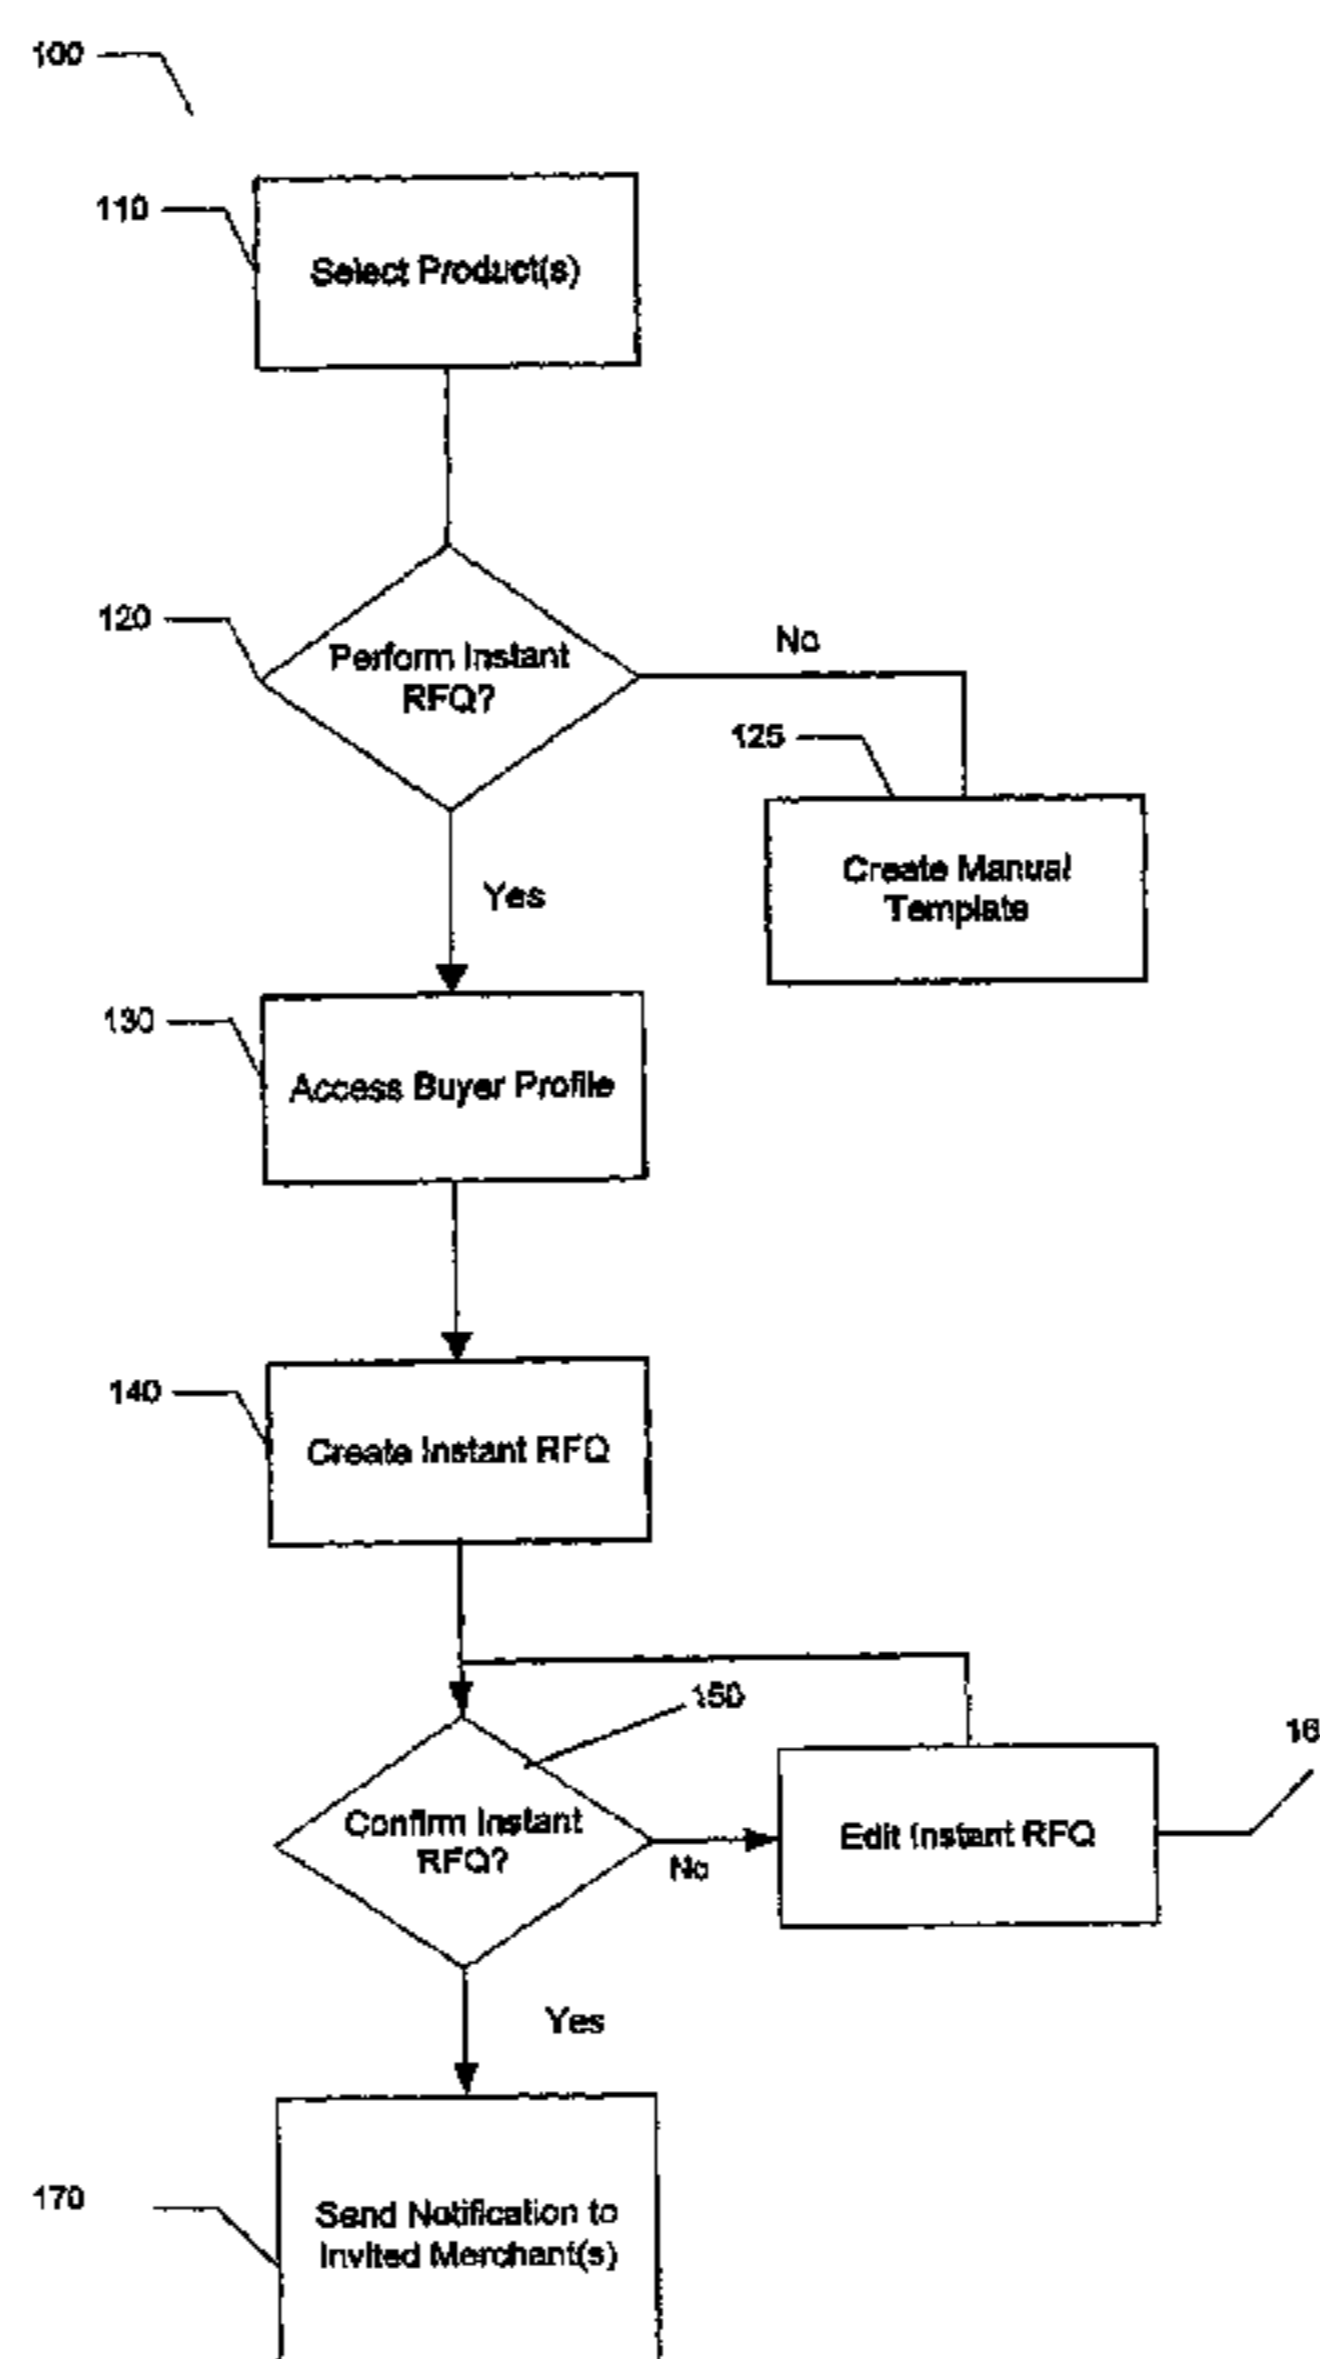 100
110
Select Product(s)
120
Perform Instant
RFQ?
No
125
Create Manual
Template
Yes
130
Access Buyer Profile
140
Create Instant RFQ
150
16
Confirm Instant
RFQ?
No
Edit Instant RFQ
Yes
170
Send Notification to
Invited Merchant(s)